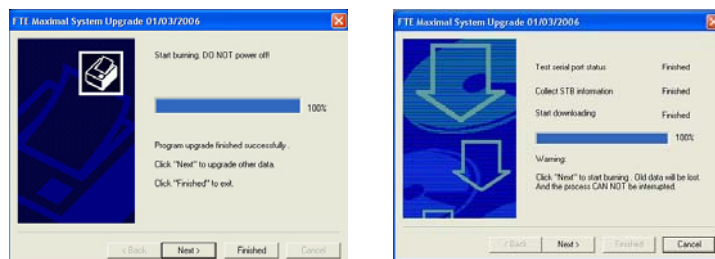 FTE Maximal System Upgrade 01/03/2006
Start burning. DO NOT power off!
100%
Program upgrade finished successfully.
Click "Next" to upgrade other data.
Click "Finished" to exit.
< Back
Next >
Finished
Cancel
FTE Maximal System Upgrade 01/03/2006
Test serial port status Finished
Collect STB information Finished
Start downloading Finished
100%
Warning:
Click "Next" to start burning. Old data will be lost.
And the process CAN NOT be interrupted.
< Back
Next >
Finished
Cancel